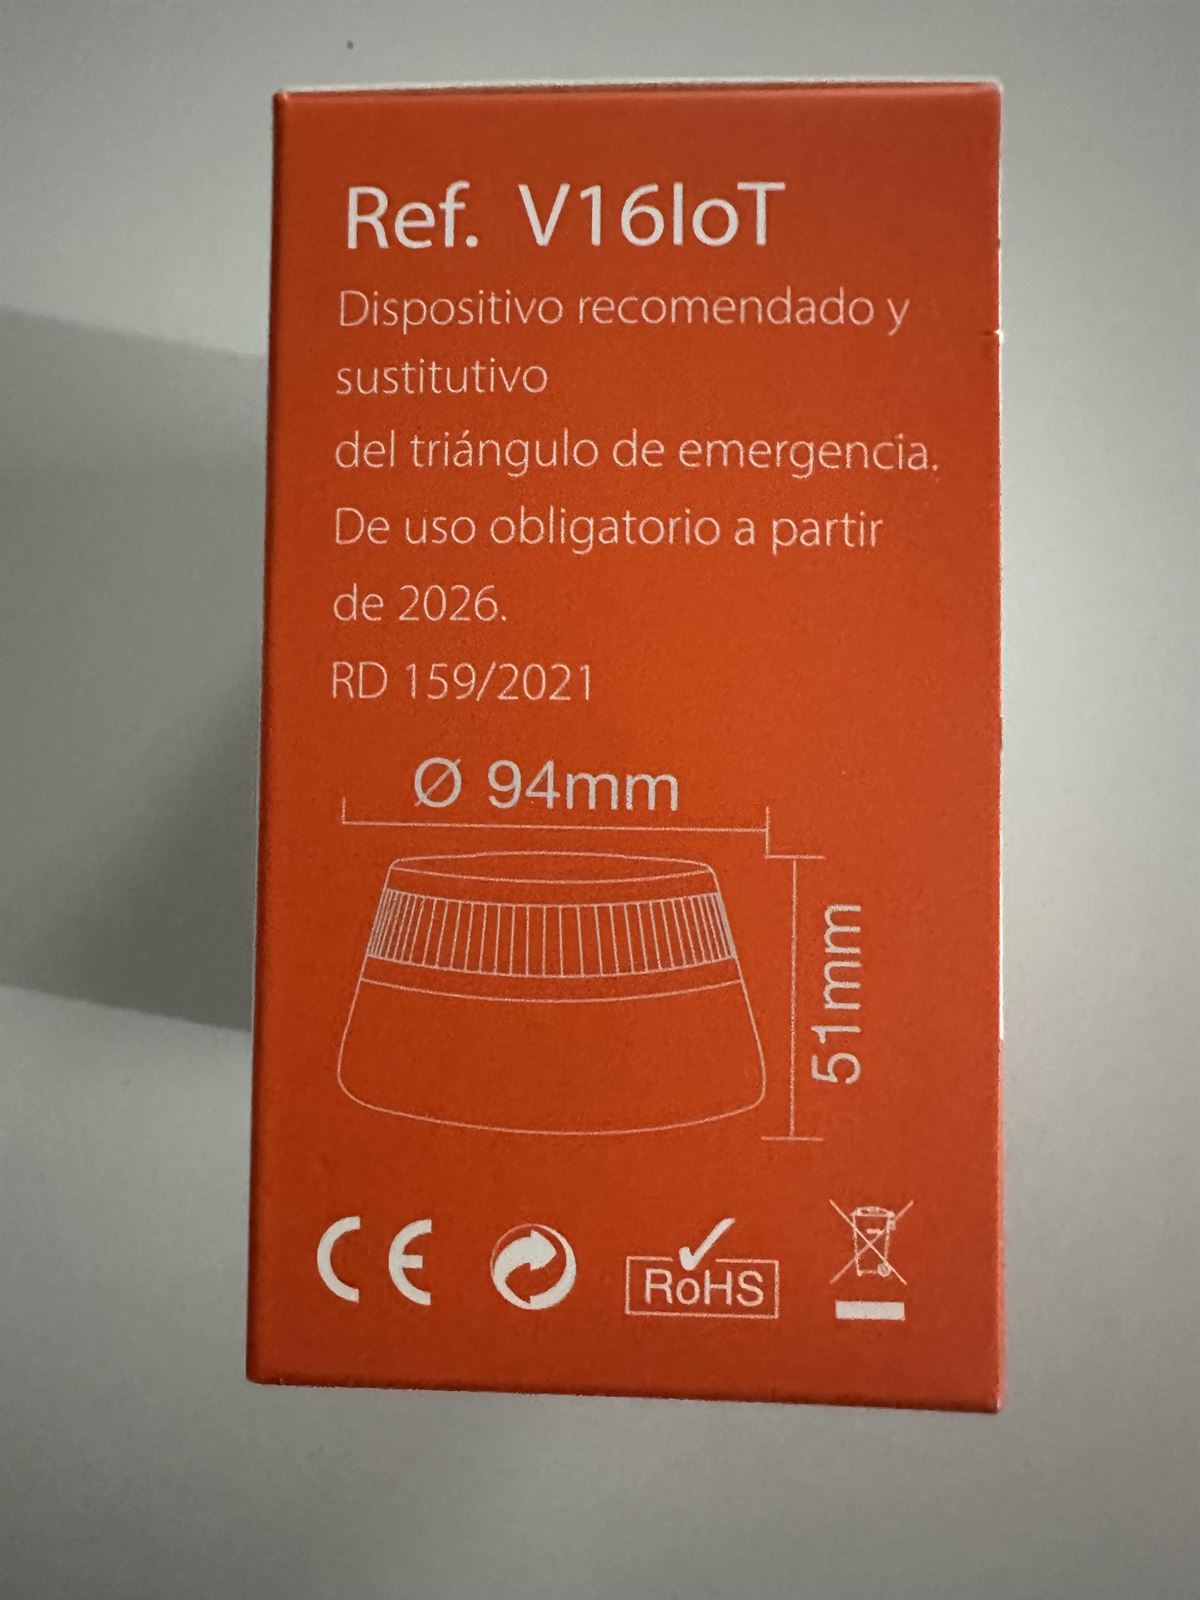 Ref. V16IoT
Dispositivo recomendado y
sustitutivo
del triángulo de emergencia.
De uso obligatorio a partir
de 2026.
RD 159/2021
Ø 94mm
51mm
CE
RoHS